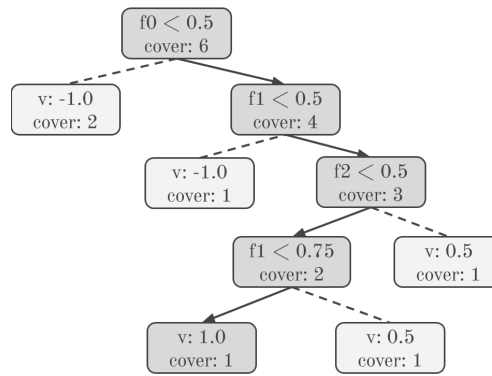 f0 < 0.5
cover: 6
v: -1.0
cover: 2
f1 < 0.5
cover: 4
v: -1.0
cover: 1
f2 < 0.5
cover: 3
f1 < 0.75
cover: 2
v: 0.5
cover: 1
v: 1.0
cover: 1
v: 0.5
cover: 1